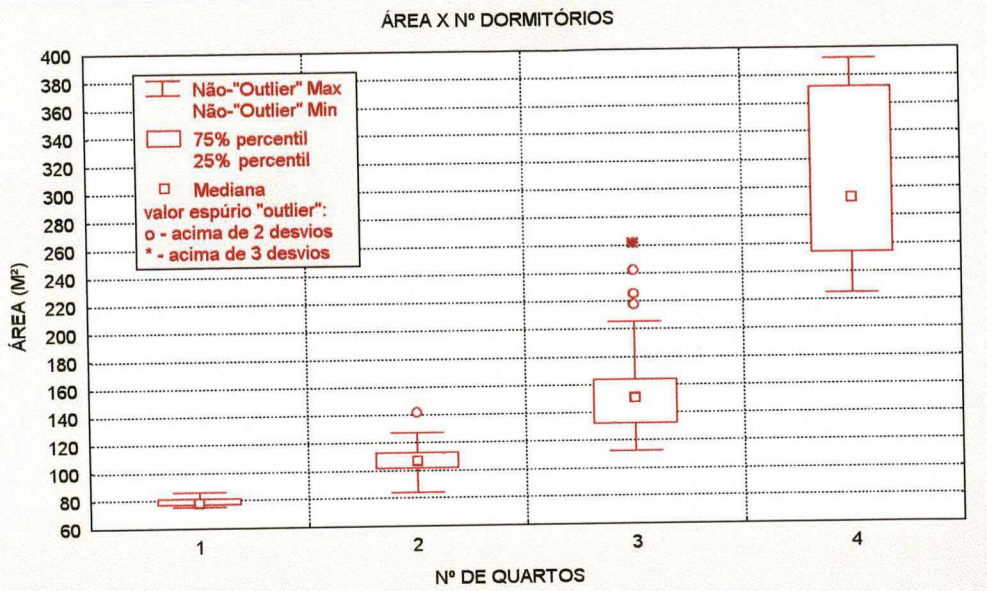 ÁREA X Nº DORMITÓRIOS
400
380
360
340
320
300
280
260
240
220
200
180
160
140
120
100
80
60
ÁREA (M²)
Não-"Outlier" Max
Não-"Outlier" Min
75% percentil
25% percentil
Mediana
valor espúrio "outlier":
o - acima de 2 desvios
* - acima de 3 desvios
1 2 3 4
Nº DE QUARTOS